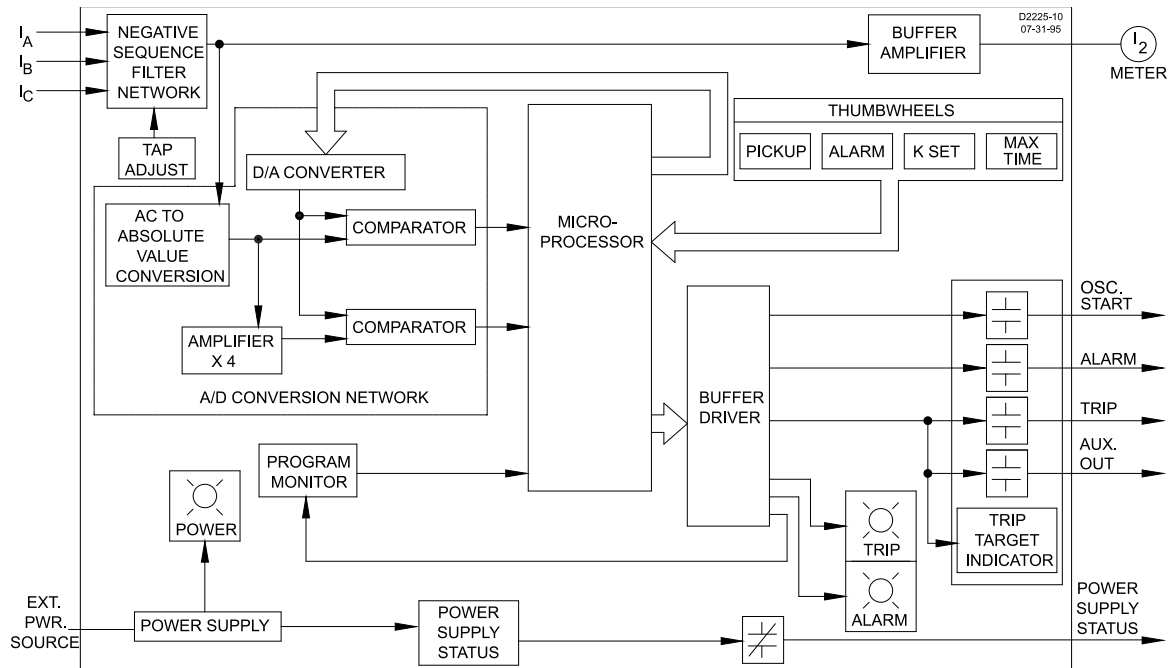 D2225-10
07-31-95
I_A
I_B
I_C
NEGATIVE
SEQUENCE
FILTER
NETWORK
BUFFER
AMPLIFIER
I_2
METER
TAP
ADJUST
THUMBWHEELS
PICKUP
ALARM
K SET
MAX
TIME
D/A CONVERTER
AC TO
ABSOLUTE
VALUE
CONVERSION
COMPARATOR
MICRO-
PROCESSOR
COMPARATOR
AMPLIFIER
X 4
A/D CONVERSION NETWORK
BUFFER
DRIVER
OSC.
START
ALARM
TRIP
AUX.
OUT
PROGRAM
MONITOR
POWER
TRIP
ALARM
TRIP
TARGET
INDICATOR
EXT.
PWR.
SOURCE
POWER SUPPLY
POWER
SUPPLY
STATUS
POWER
SUPPLY
STATUS